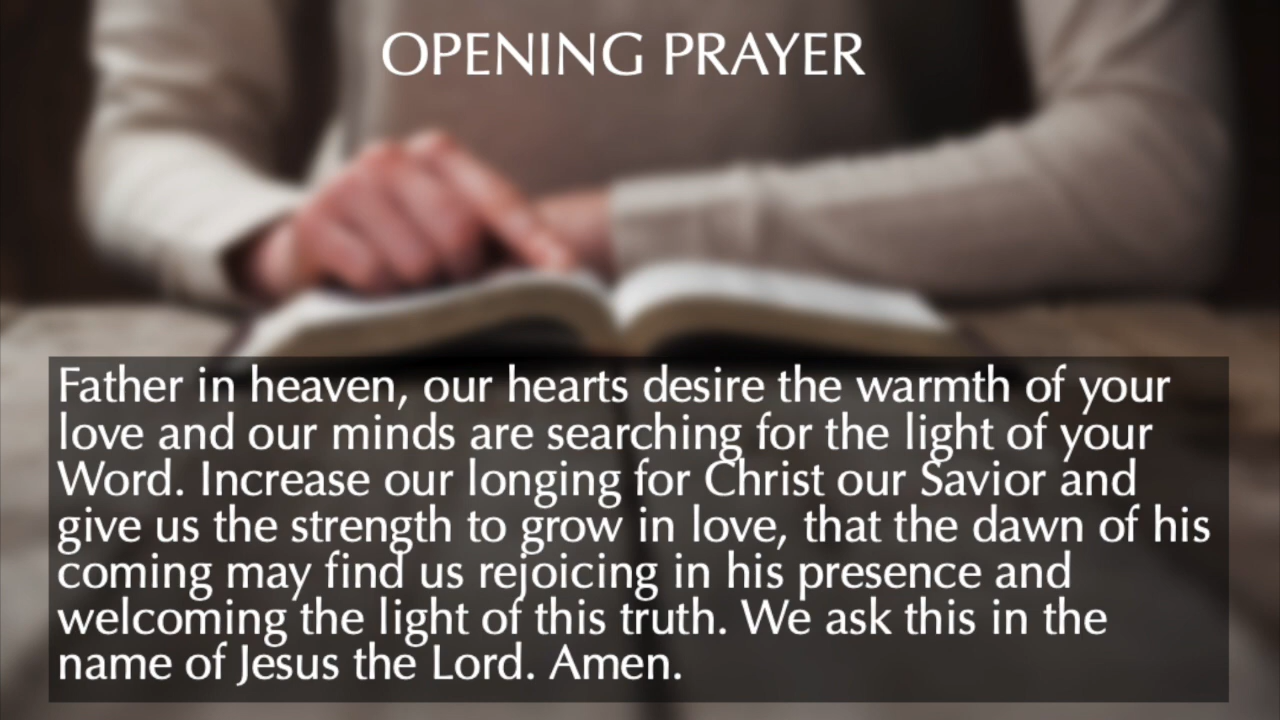 OPENING PRAYER
Father in heaven, our hearts desire the warmth of your
love and our minds are searching for the light of your
Word. Increase our longing for Christ our Savior and
give us the strength to grow in love, that the dawn of his
coming may find us rejoicing in his presence and
welcoming the light of this truth. We ask this in the
name of Jesus the Lord. Amen.